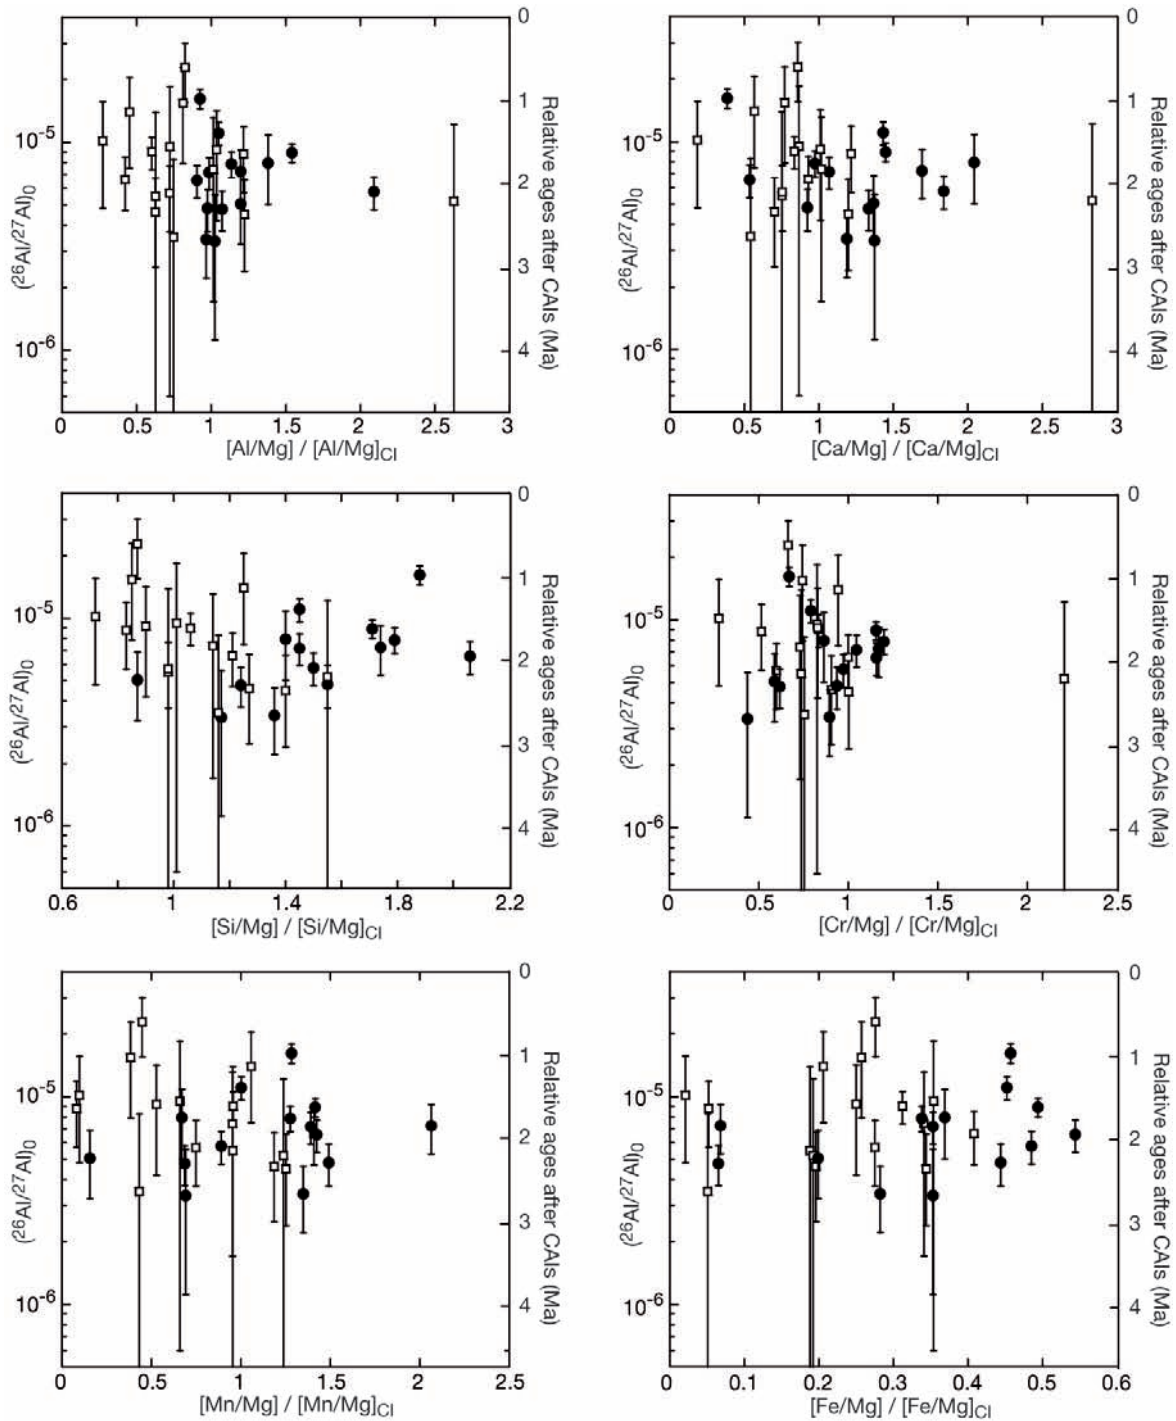 0
1
2
3
4
10-5
10-6
(26Al/27Al)0
Relative ages after CAIs (Ma)
0 0.5 1 1.5 2 2.5 3
[Al/Mg] / [Al/Mg]CI
0
1
2
3
4
10-5
10-6
(26Al/27Al)0
Relative ages after CAIs (Ma)
0 0.5 1 1.5 2 2.5 3
[Ca/Mg] / [Ca/Mg]CI
0
1
2
3
4
10-5
10-6
(26Al/27Al)0
Relative ages after CAIs (Ma)
0.6 1 1.4 1.8 2.2
[Si/Mg] / [Si/Mg]CI
0
1
2
3
4
10-5
10-6
(26Al/27Al)0
Relative ages after CAIs (Ma)
0 0.5 1 1.5 2 2.5
[Cr/Mg] / [Cr/Mg]CI
0
1
2
3
4
10-5
10-6
(26Al/27Al)0
Relative ages after CAIs (Ma)
0 0.5 1 1.5 2 2.5
[Mn/Mg] / [Mn/Mg]CI
0
1
2
3
4
10-5
10-6
(26Al/27Al)0
Relative ages after CAIs (Ma)
0 0.1 0.2 0.3 0.4 0.5 0.6
[Fe/Mg] / [Fe/Mg]CI